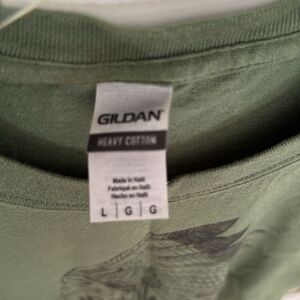 GILDAN
HEAVY COTTON
Made in Haiti
Fabriqué en Haïti
Hecho en Haití
L | G | G